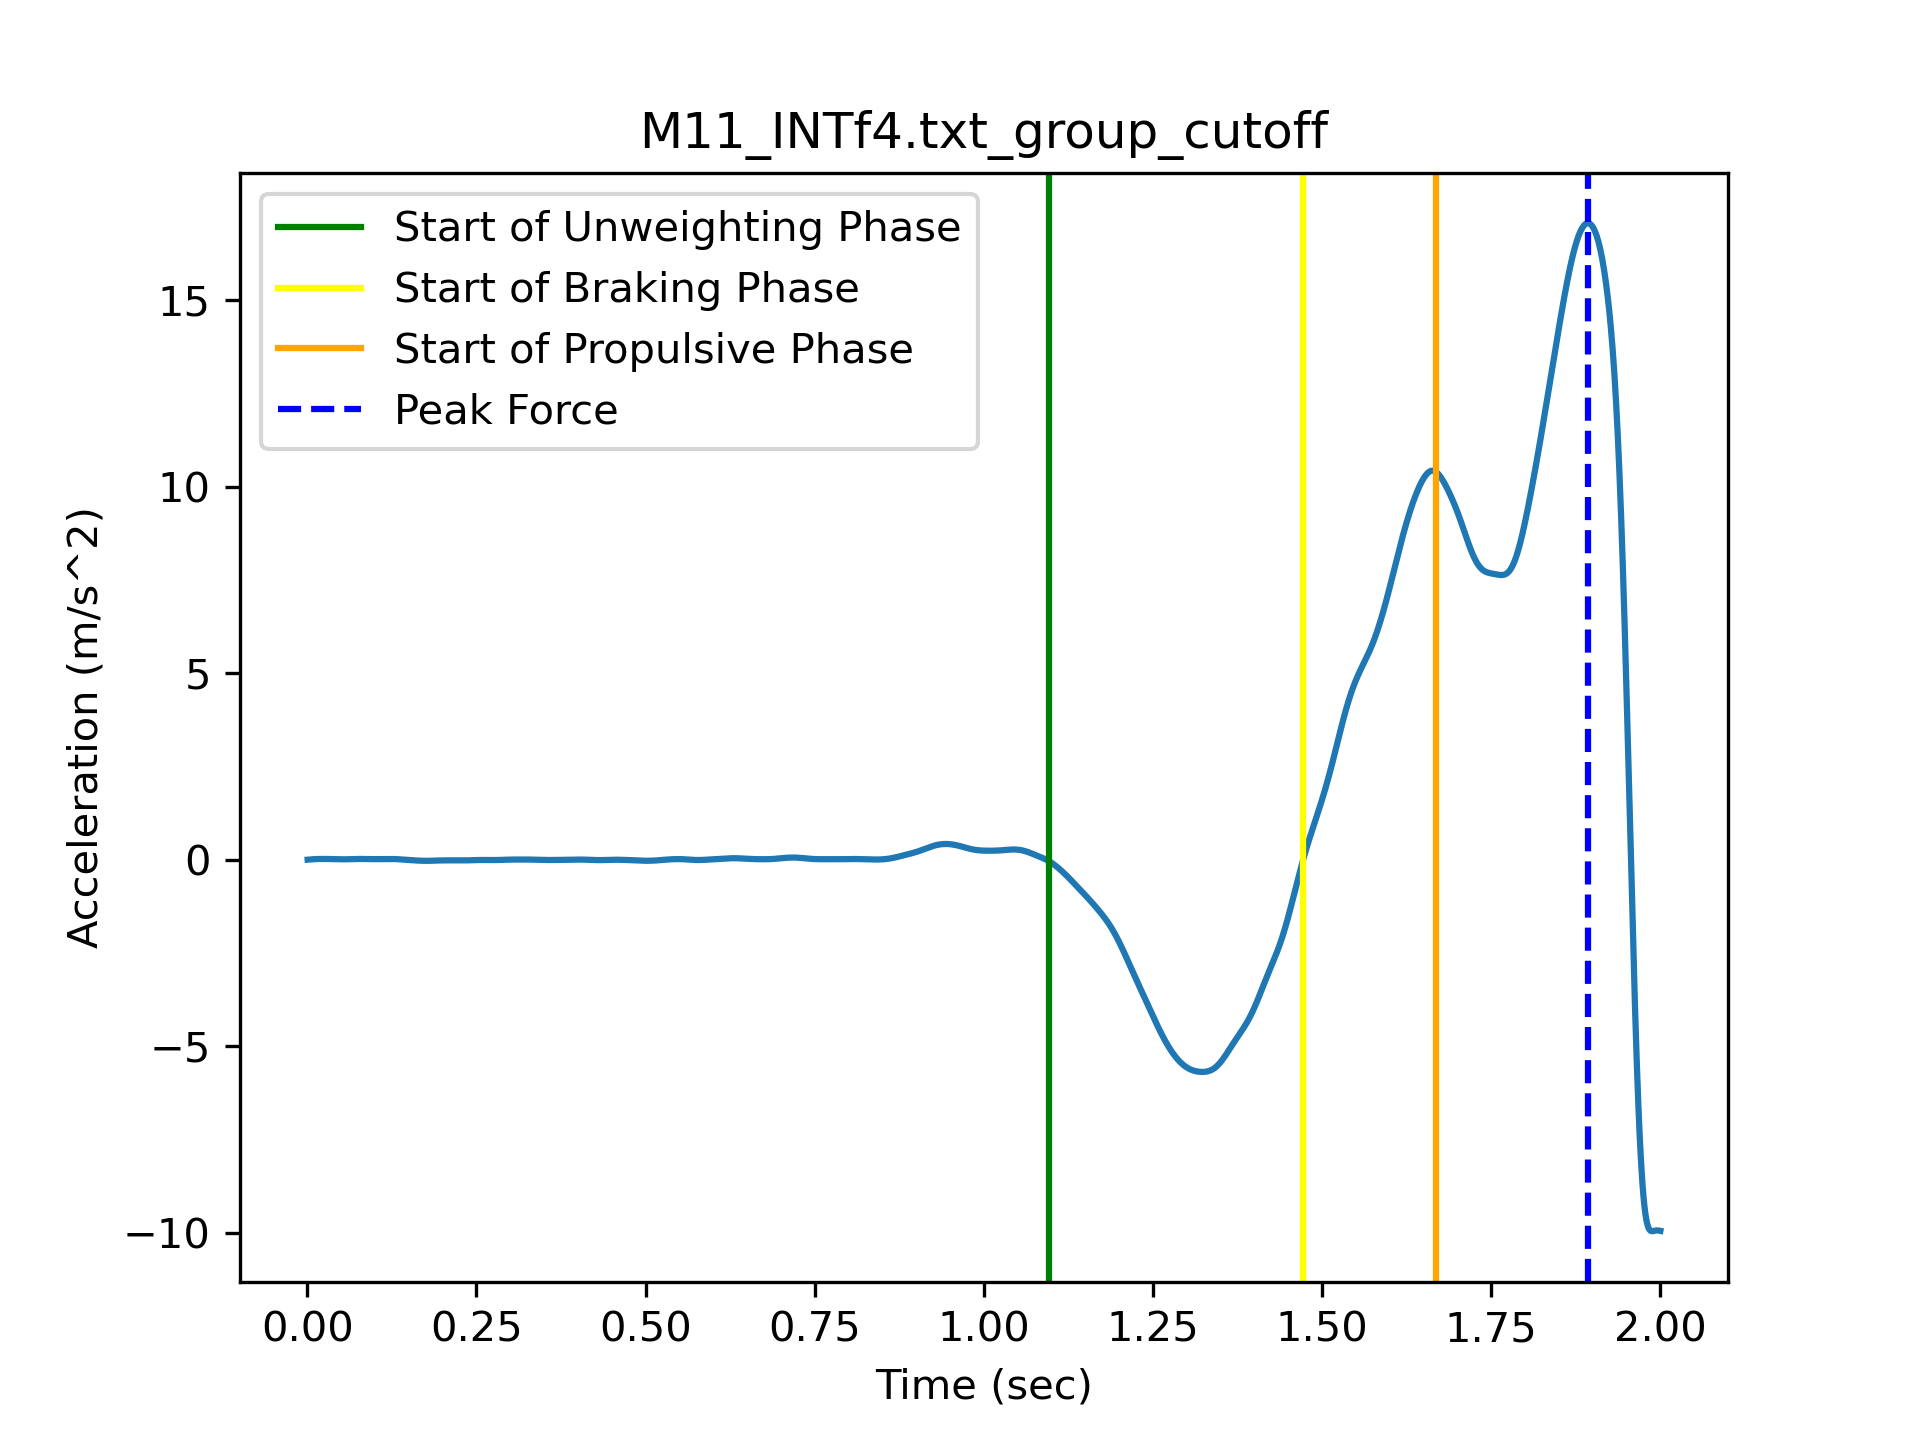 M11_INTf4.txt_group_cutoff
Start of Unweighting Phase
Start of Braking Phase
Start of Propulsive Phase
Peak Force
Acceleration (m/s^2)
15
10
5
0
−5
−10
0.00 0.25 0.50 0.75 1.00 1.25 1.50 1.75 2.00
Time (sec)